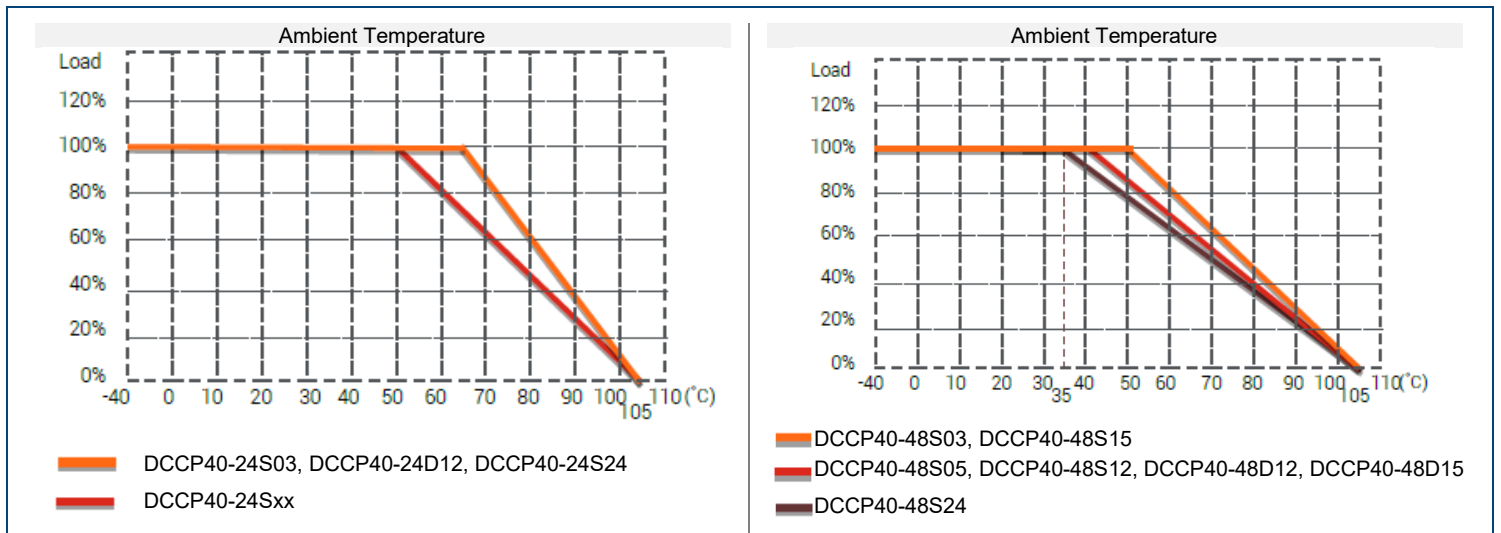 Ambient Temperature
Load
120%
100%
80%
60%
40%
20%
0%
-40 0 10 20 30 40 50 60 70 80 90 100 110(˚C)
105
DCCP40-24S03, DCCP40-24D12, DCCP40-24S24
DCCP40-24Sxx
Ambient Temperature
Load
120%
100%
80%
60%
40%
20%
0%
-40 0 10 20 30 40 50 60 70 80 90 100 110(˚C)
35 105
DCCP40-48S03, DCCP40-48S15
DCCP40-48S05, DCCP40-48S12, DCCP40-48D12, DCCP40-48D15
DCCP40-48S24